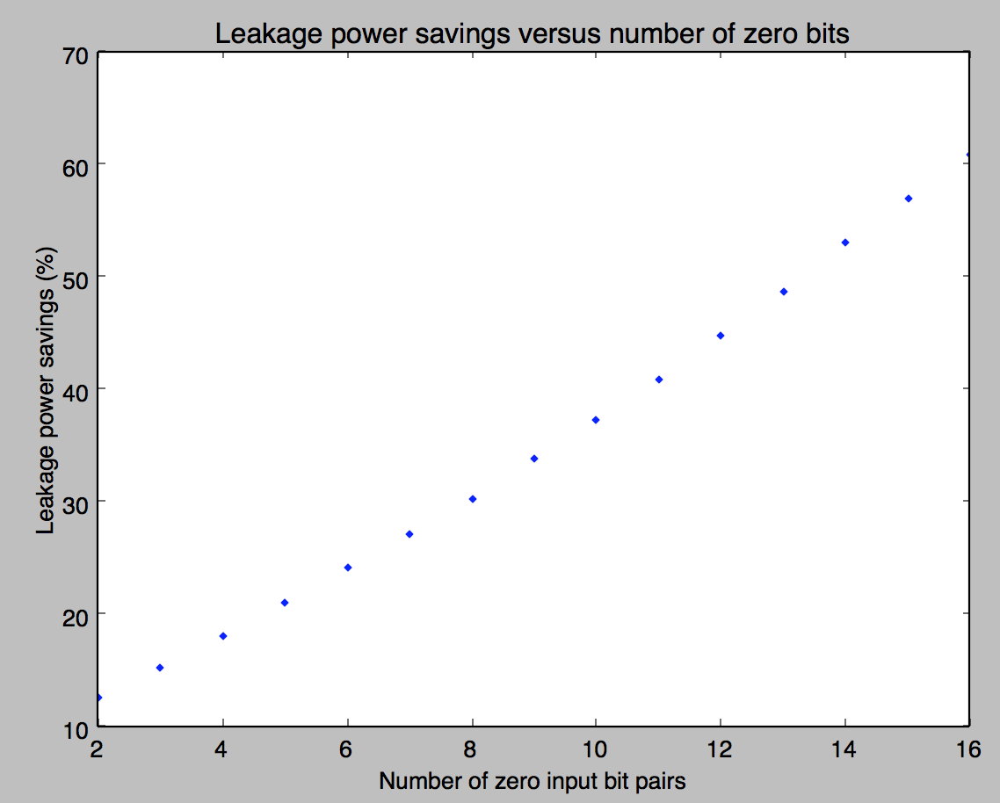 Leakage power savings versus number of zero bits
70
60
50
40
30
20
10
Leakage power savings (%)
2 4 6 8 10 12 14 16
Number of zero input bit pairs